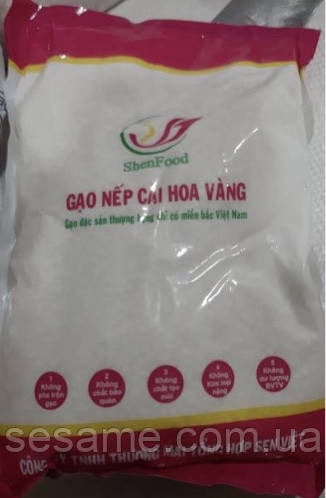 ShenFood
GẠO NẾP CÁI HOA VÀNG
Gạo đặc sản thượng hạng chỉ có miền bắc Việt Nam
1
Không
pha trộn
gạo
2
Không
chất bảo
quản
3
Không
chất tạo
mùi
4
Không
Kim loại
nặng
5
Không
dư lượng
BVTV
sesame.com.ua
CÔNG TY TNHH THƯƠNG MẠI TỔNG HỢP SEN VIỆT